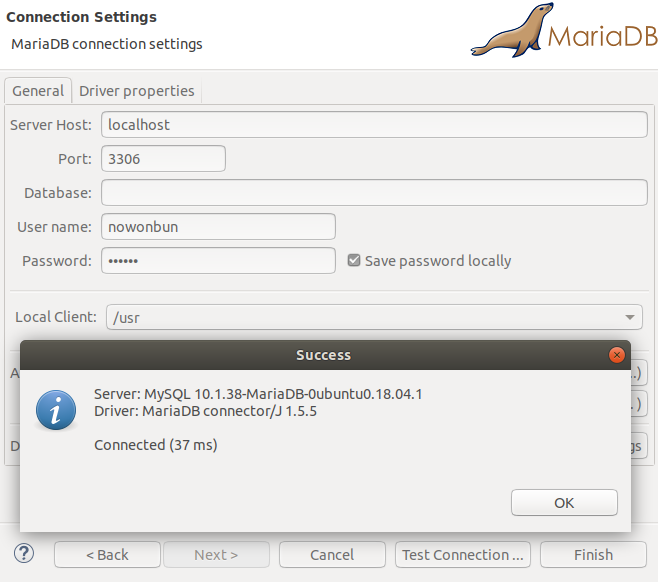 Connection Settings
MariaDB connection settings
MariaDB
General
Driver properties
Server Host: localhost
Port: 3306
Database:
User name: nowonbun
Password: ••••••
Save password locally
Local Client: /usr
Success
Server: MySQL 10.1.38-MariaDB-0ubuntu0.18.04.1
Driver: MariaDB connector/J 1.5.5
Connected (37 ms)
OK
< Back
Next >
Cancel
Test Connection ...
Finish